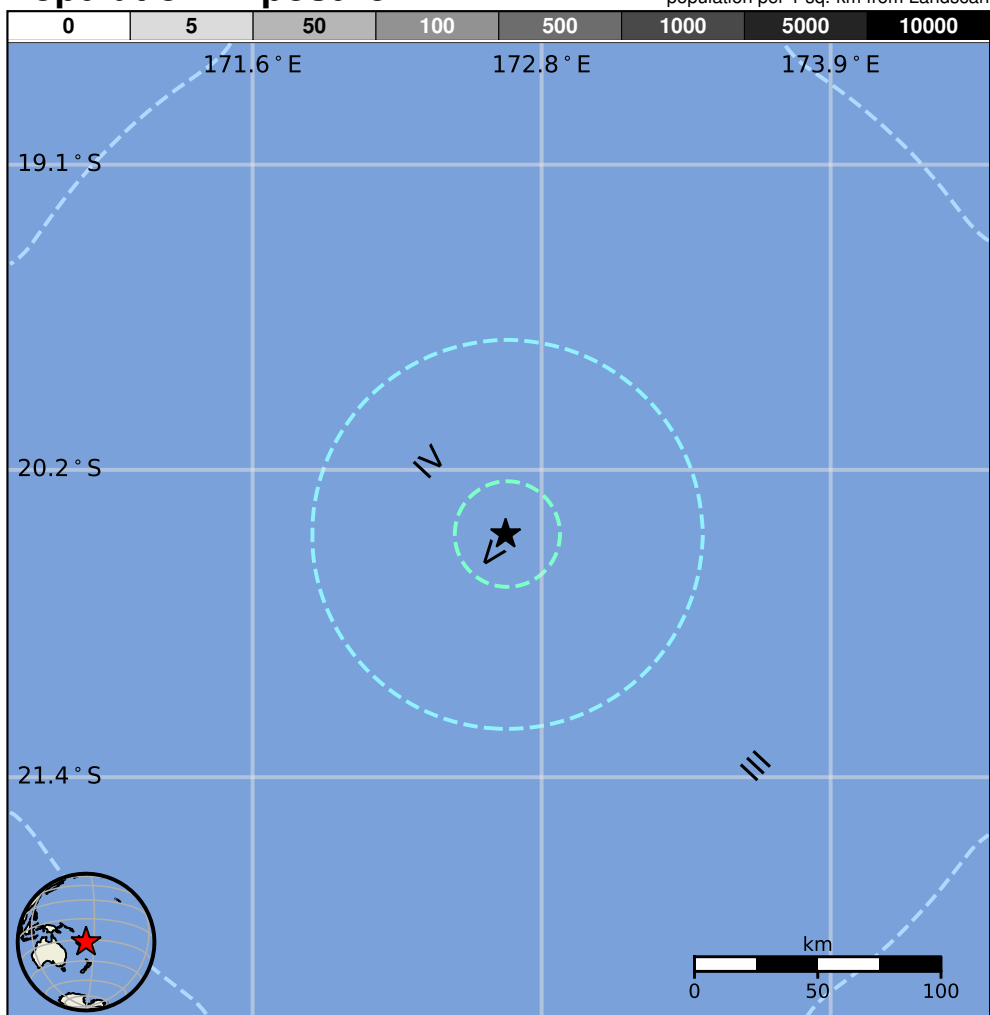 population per 1 sq. km from Landscan
0 5 50 100 500 1000 5000 10000
171.6°E 172.8°E 173.9°E
19.1°S
20.2°S
IV
V
21.4°S
III
km
0 50 100